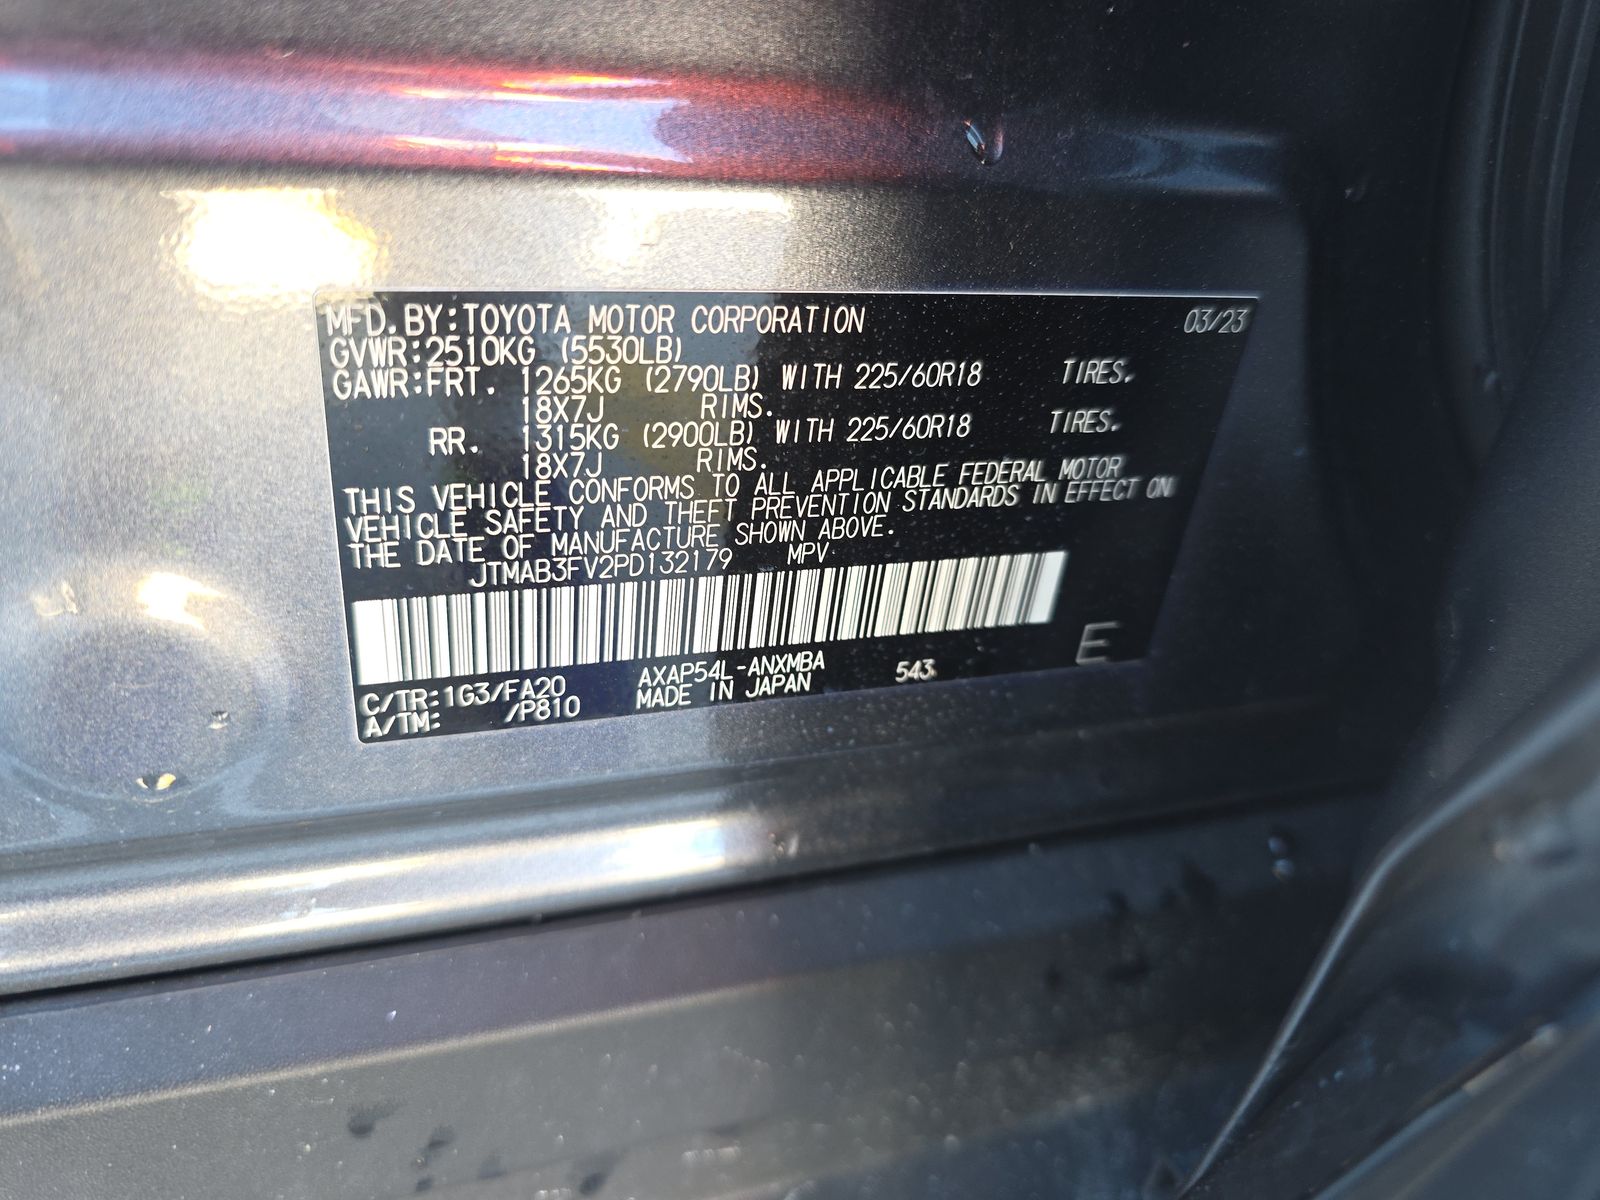 MFD. BY: TOYOTA MOTOR CORPORATION 03/23
GVWR: 2510KG (5530LB)
GAWR: FRT. 1265KG (2790LB) WITH 225/60R18 TIRES.
18X7J RIMS.
RR. 1315KG (2900LB) WITH 225/60R18 TIRES.
18X7J RIMS.
THIS VEHICLE CONFORMS TO ALL APPLICABLE FEDERAL MOTOR
VEHICLE SAFETY AND THEFT PREVENTION STANDARDS IN EFFECT ON
THE DATE OF MANUFACTURE SHOWN ABOVE.
JTMAB3FV2PD132179 MPV
C/TR: 1G3/FA20 AXAP54L-ANXMBA 543 E
A/TM: /P810 MADE IN JAPAN